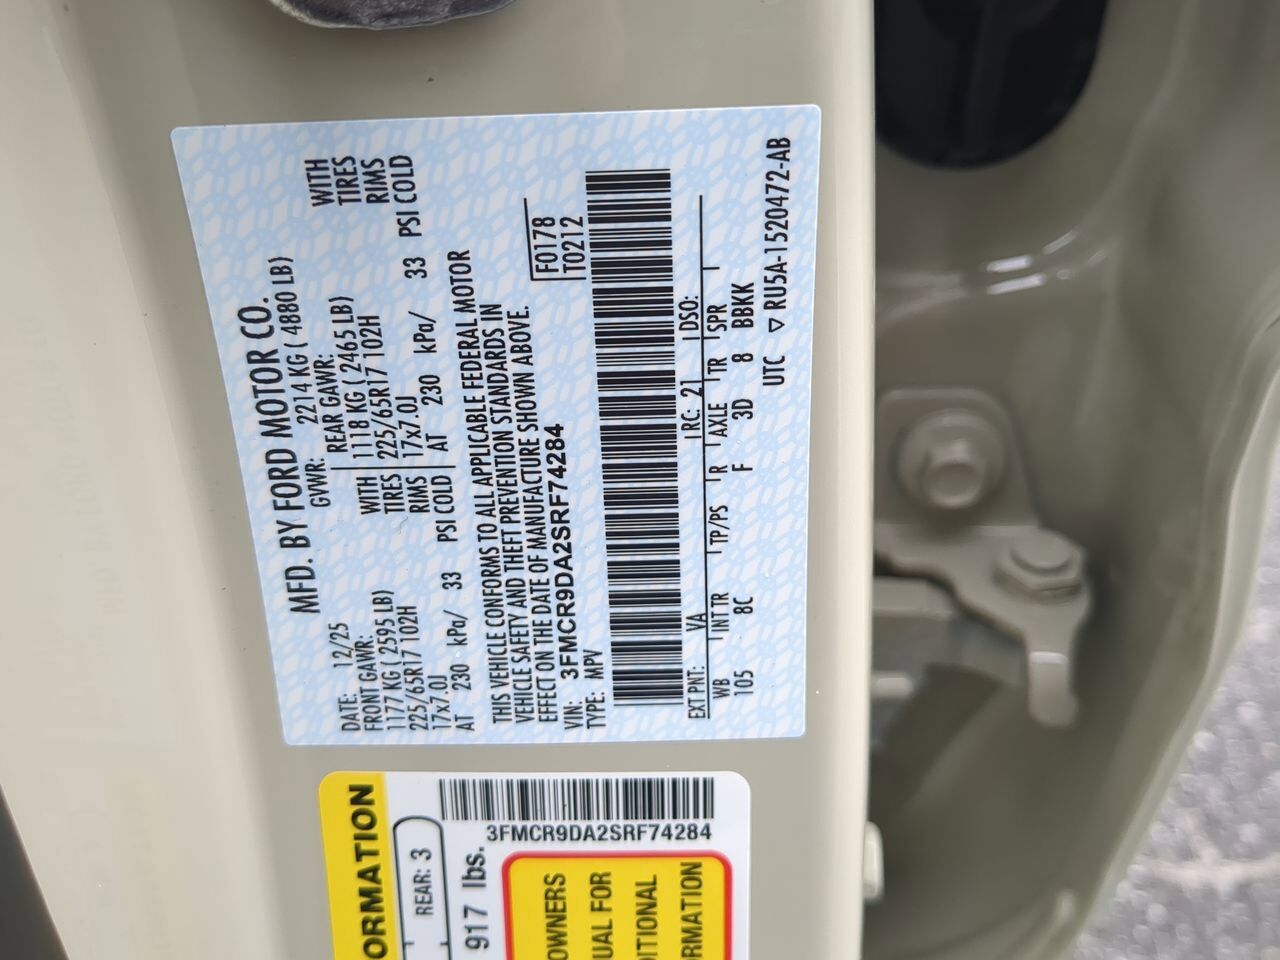 MFD. BY FORD MOTOR CO.
DATE: 12/25 GVWR: 2214 KG ( 4880 LB)
FRONT GAWR: REAR GAWR:
1177 KG ( 2595 LB) WITH 1118 KG ( 2465 LB) WITH
225/65R17 102H TIRES 225/65R17 102H TIRES
17x7.0J RIMS 17x7.0J RIMS
AT 230 kPa/ 33 PSI COLD AT 230 kPa/ 33 PSI COLD
THIS VEHICLE CONFORMS TO ALL APPLICABLE FEDERAL MOTOR
VEHICLE SAFETY AND THEFT PREVENTION STANDARDS IN
EFFECT ON THE DATE OF MANUFACTURE SHOWN ABOVE.
VIN: 3FMCR9DA2SRF74284
TYPE: MPV
F0178
T0212
EXT PNT: VA RC: 21 DSO:
WB INT TR TP/PS R AXLE TR SPR
105 8C F 3D 8 BBKK
UTC ▽ RU5A-1520472-AB
ORMATION
REAR: 3
917 lbs.
3FMCR9DA2SRF74284
OWNERS
UAL FOR
DITIONAL
ORMATION